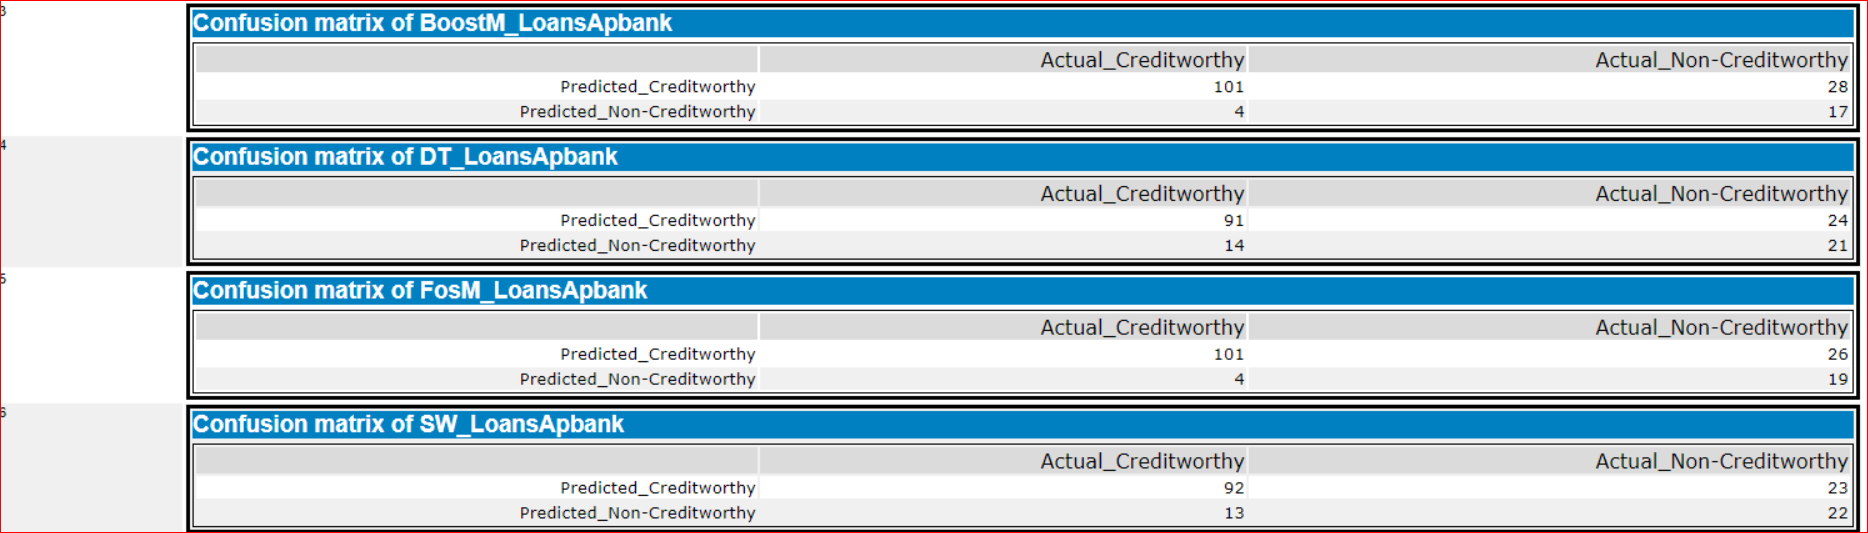 3
Confusion matrix of BoostM_LoansApbank
Actual_Creditworthy Actual_Non-Creditworthy
Predicted_Creditworthy 101 28
Predicted_Non-Creditworthy 4 17
4
Confusion matrix of DT_LoansApbank
Actual_Creditworthy Actual_Non-Creditworthy
Predicted_Creditworthy 91 24
Predicted_Non-Creditworthy 14 21
5
Confusion matrix of FosM_LoansApbank
Actual_Creditworthy Actual_Non-Creditworthy
Predicted_Creditworthy 101 26
Predicted_Non-Creditworthy 4 19
6
Confusion matrix of SW_LoansApbank
Actual_Creditworthy Actual_Non-Creditworthy
Predicted_Creditworthy 92 23
Predicted_Non-Creditworthy 13 22